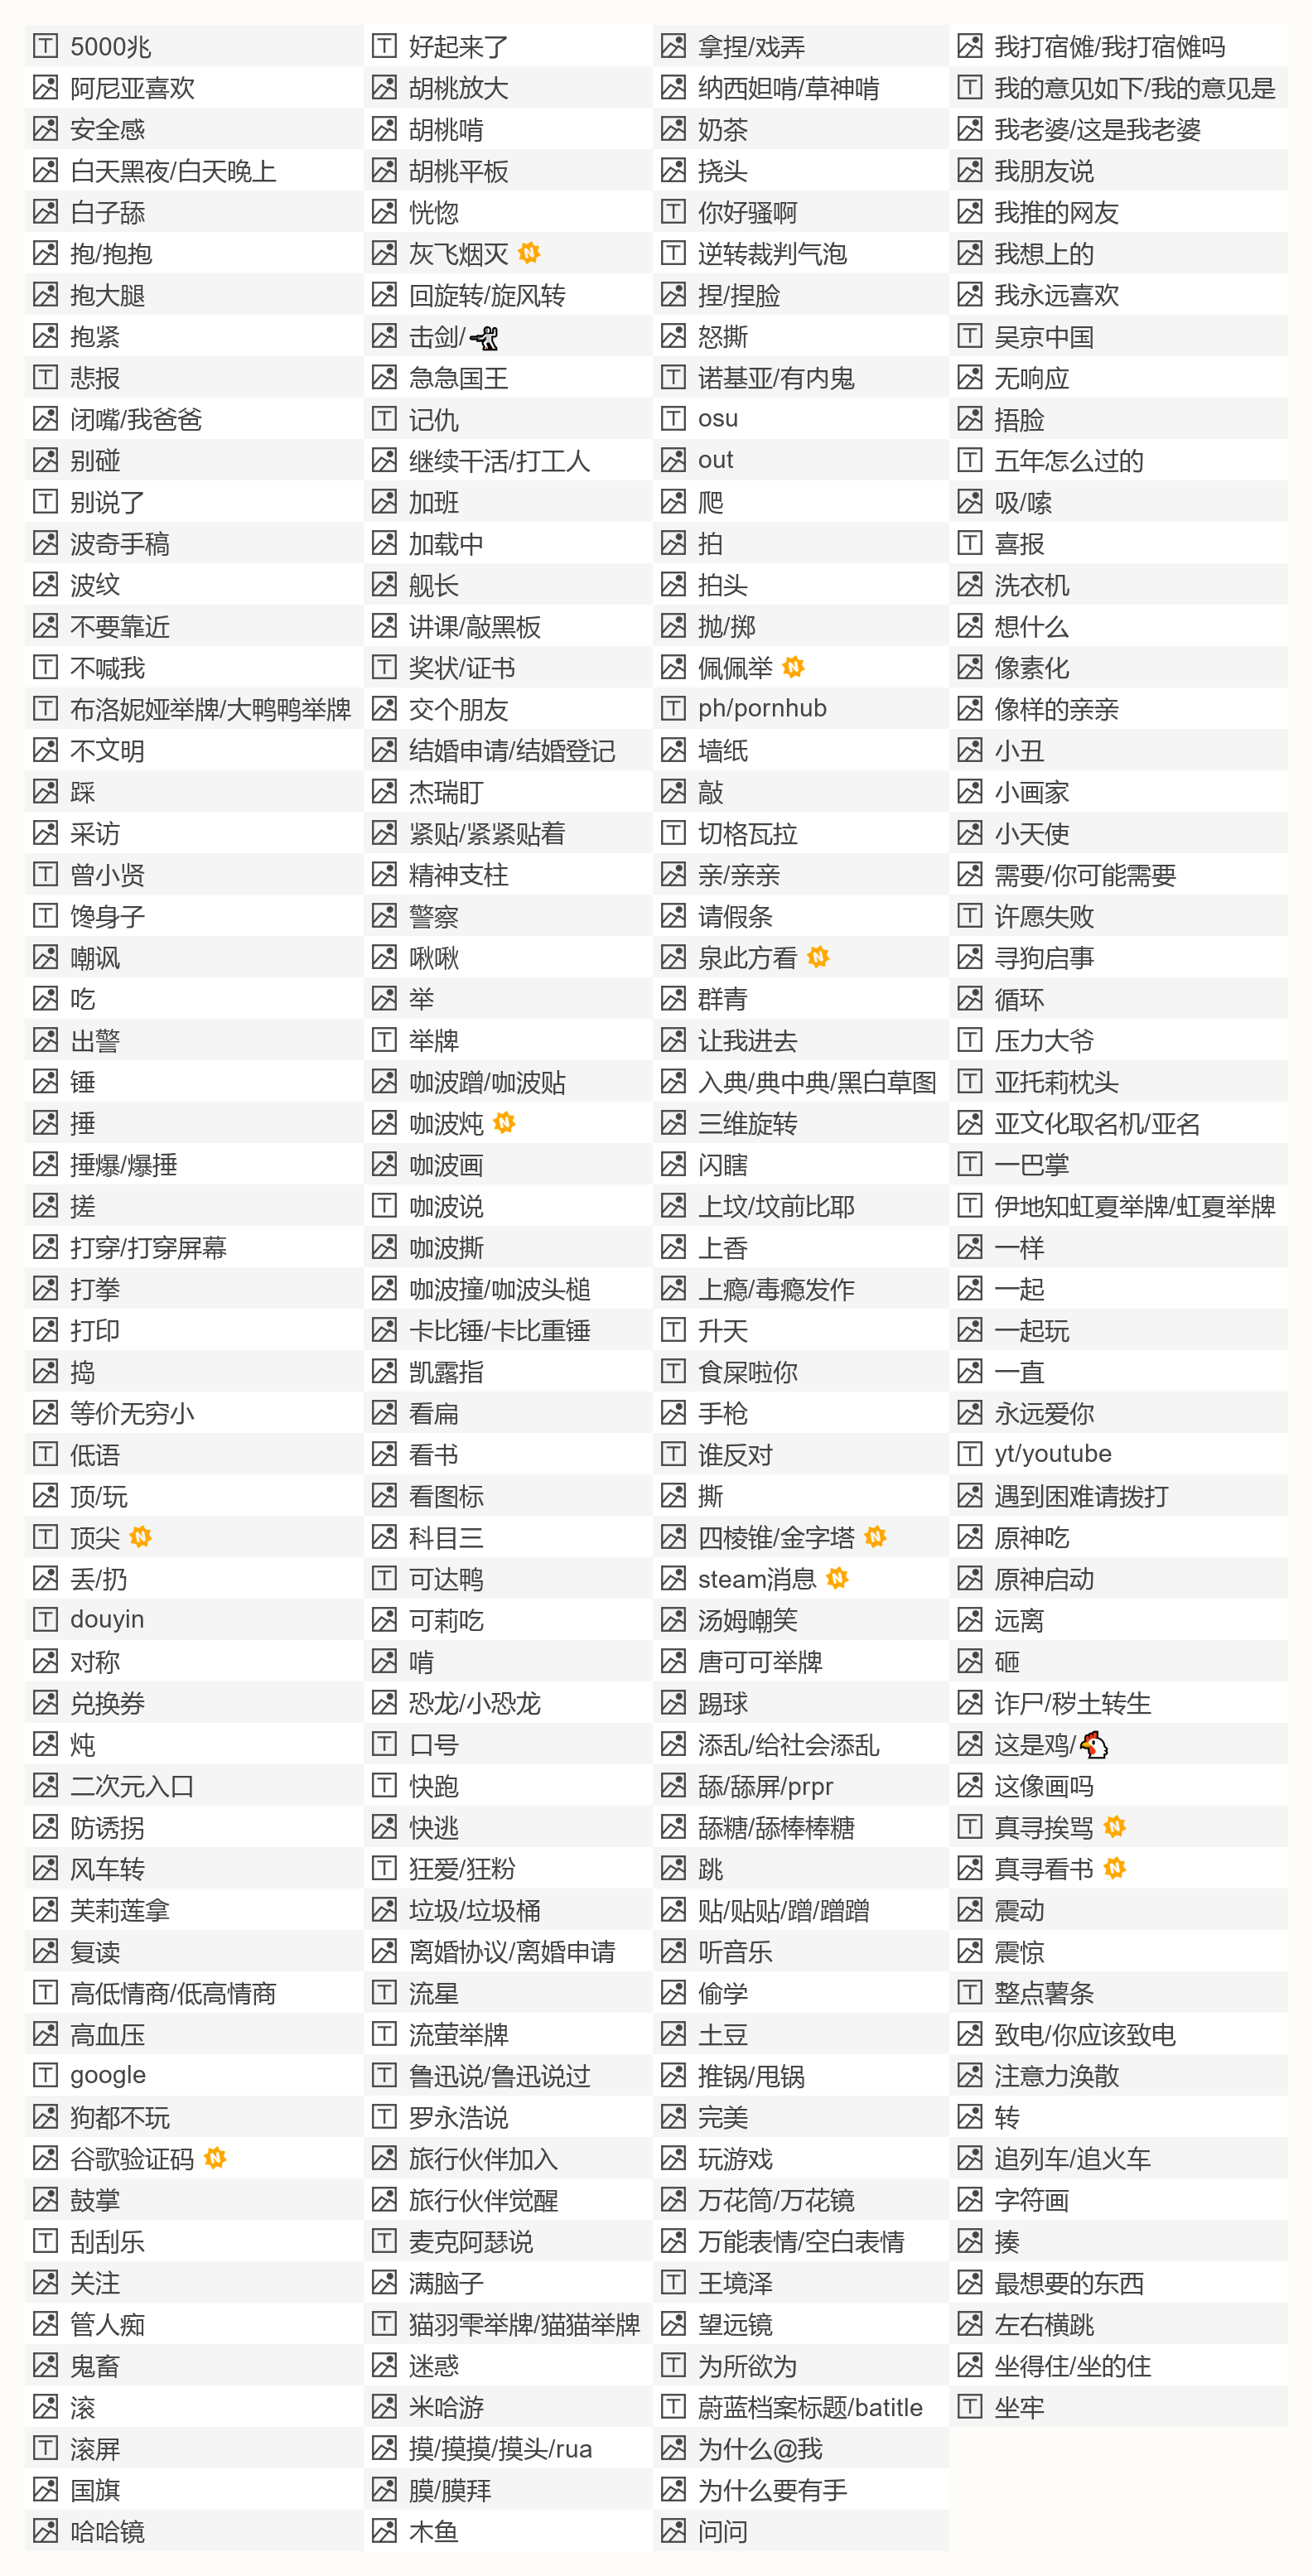 5000兆
阿尼亚喜欢
安全感
白天黑夜/白天晚上
白子舔
抱/抱抱
抱大腿
抱紧
悲报
闭嘴/我爸爸
别碰
别说了
波奇手稿
波纹
不要靠近
不喊我
布洛妮娅举牌/大鸭鸭举牌
不文明
踩
采访
曾小贤
馋身子
嘲讽
吃
出警
锤
捶
捶爆/爆捶
搓
打穿/打穿屏幕
打拳
打印
捣
等价无穷小
低语
顶/玩
顶尖
丢/扔
douyin
对称
兑换券
炖
二次元入口
防诱拐
风车转
芙莉莲拿
复读
高低情商/低高情商
高血压
google
狗都不玩
谷歌验证码
鼓掌
刮刮乐
关注
管人痴
鬼畜
滚
滚屏
国旗
哈哈镜
好起来了
胡桃放大
胡桃啃
胡桃平板
恍惚
灰飞烟灭
回旋转/旋风转
击剑/🤺
急急国王
记仇
继续干活/打工人
加班
加载中
舰长
讲课/敲黑板
奖状/证书
交个朋友
结婚申请/结婚登记
杰瑞盯
紧贴/紧紧贴着
精神支柱
警察
啾啾
举
举牌
咖波蹭/咖波贴
咖波炖
咖波画
咖波说
咖波撕
咖波撞/咖波头槌
卡比锤/卡比重锤
凯露指
看扁
看书
看图标
科目三
可达鸭
可莉吃
啃
恐龙/小恐龙
口号
快跑
快逃
狂爱/狂粉
垃圾/垃圾桶
离婚协议/离婚申请
流星
流萤举牌
鲁迅说/鲁迅说过
罗永浩说
旅行伙伴加入
旅行伙伴觉醒
麦克阿瑟说
满脑子
猫羽雫举牌/猫猫举牌
迷惑
米哈游
摸/摸摸/摸头/rua
膜/膜拜
木鱼
拿捏/戏弄
纳西妲啃/草神啃
奶茶
挠头
你好骚啊
逆转裁判气泡
捏/捏脸
怒撕
诺基亚/有内鬼
osu
out
爬
拍
拍头
抛/掷
佩佩举
ph/pornhub
墙纸
敲
切格瓦拉
亲/亲亲
请假条
泉此方看
群青
让我进去
入典/典中典/黑白草图
三维旋转
闪瞎
上坟/坟前比耶
上香
上瘾/毒瘾发作
升天
食屎啦你
手枪
谁反对
撕
四棱锥/金字塔
steam消息
汤姆嘲笑
唐可可举牌
踢球
添乱/给社会添乱
舔/舔屏/prpr
舔糖/舔棒棒糖
跳
贴/贴贴/蹭/蹭蹭
听音乐
偷学
土豆
推锅/甩锅
完美
玩游戏
万花筒/万花镜
万能表情/空白表情
王境泽
望远镜
为所欲为
蔚蓝档案标题/batitle
为什么@我
为什么要有手
问问
我打宿傩/我打宿傩吗
我的意见如下/我的意见是
我老婆/这是我老婆
我朋友说
我推的网友
我想上的
我永远喜欢
吴京中国
无响应
捂脸
五年怎么过的
吸/嗦
喜报
洗衣机
想什么
像素化
像样的亲亲
小丑
小画家
小天使
需要/你可能需要
许愿失败
寻狗启事
循环
压力大爷
亚托莉枕头
亚文化取名机/亚名
一巴掌
伊地知虹夏举牌/虹夏举牌
一样
一起
一起玩
一直
永远爱你
yt/youtube
遇到困难请拨打
原神吃
原神启动
远离
砸
诈尸/秽土转生
这是鸡/🐔
这像画吗
真寻挨骂
真寻看书
震动
震惊
整点薯条
致电/你应该致电
注意力涣散
转
追列车/追火车
字符画
揍
最想要的东西
左右横跳
坐得住/坐的住
坐牢